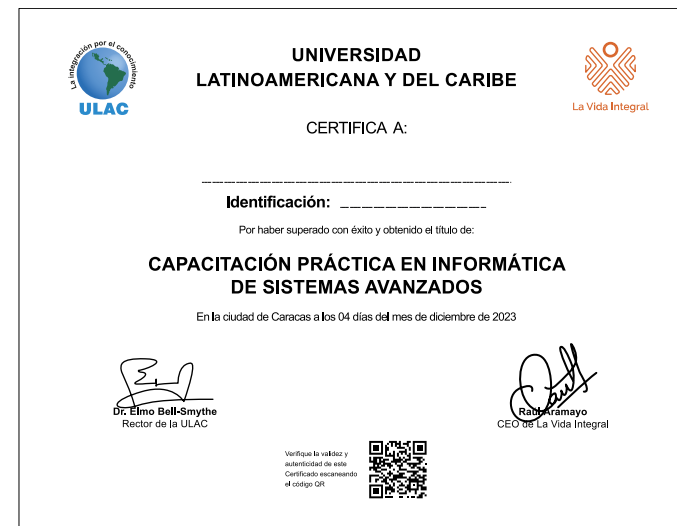 La integración por el conocimiento
ULAC
UNIVERSIDAD
LATINOAMERICANA Y DEL CARIBE
La Vida Integral
CERTIFICA A:
Identificación:
Por haber superado con éxito y obtenido el título de:
CAPACITACIÓN PRÁCTICA EN INFORMÁTICA
DE SISTEMAS AVANZADOS
En la ciudad de Caracas a los 04 días del mes de diciembre de 2023
Dr. Elmo Bell-Smythe
Rector de la ULAC
Raul Aramayo
CEO de La Vida Integral
Verifique la validez y
autenticidad de este
Certificado escaneando
el código QR